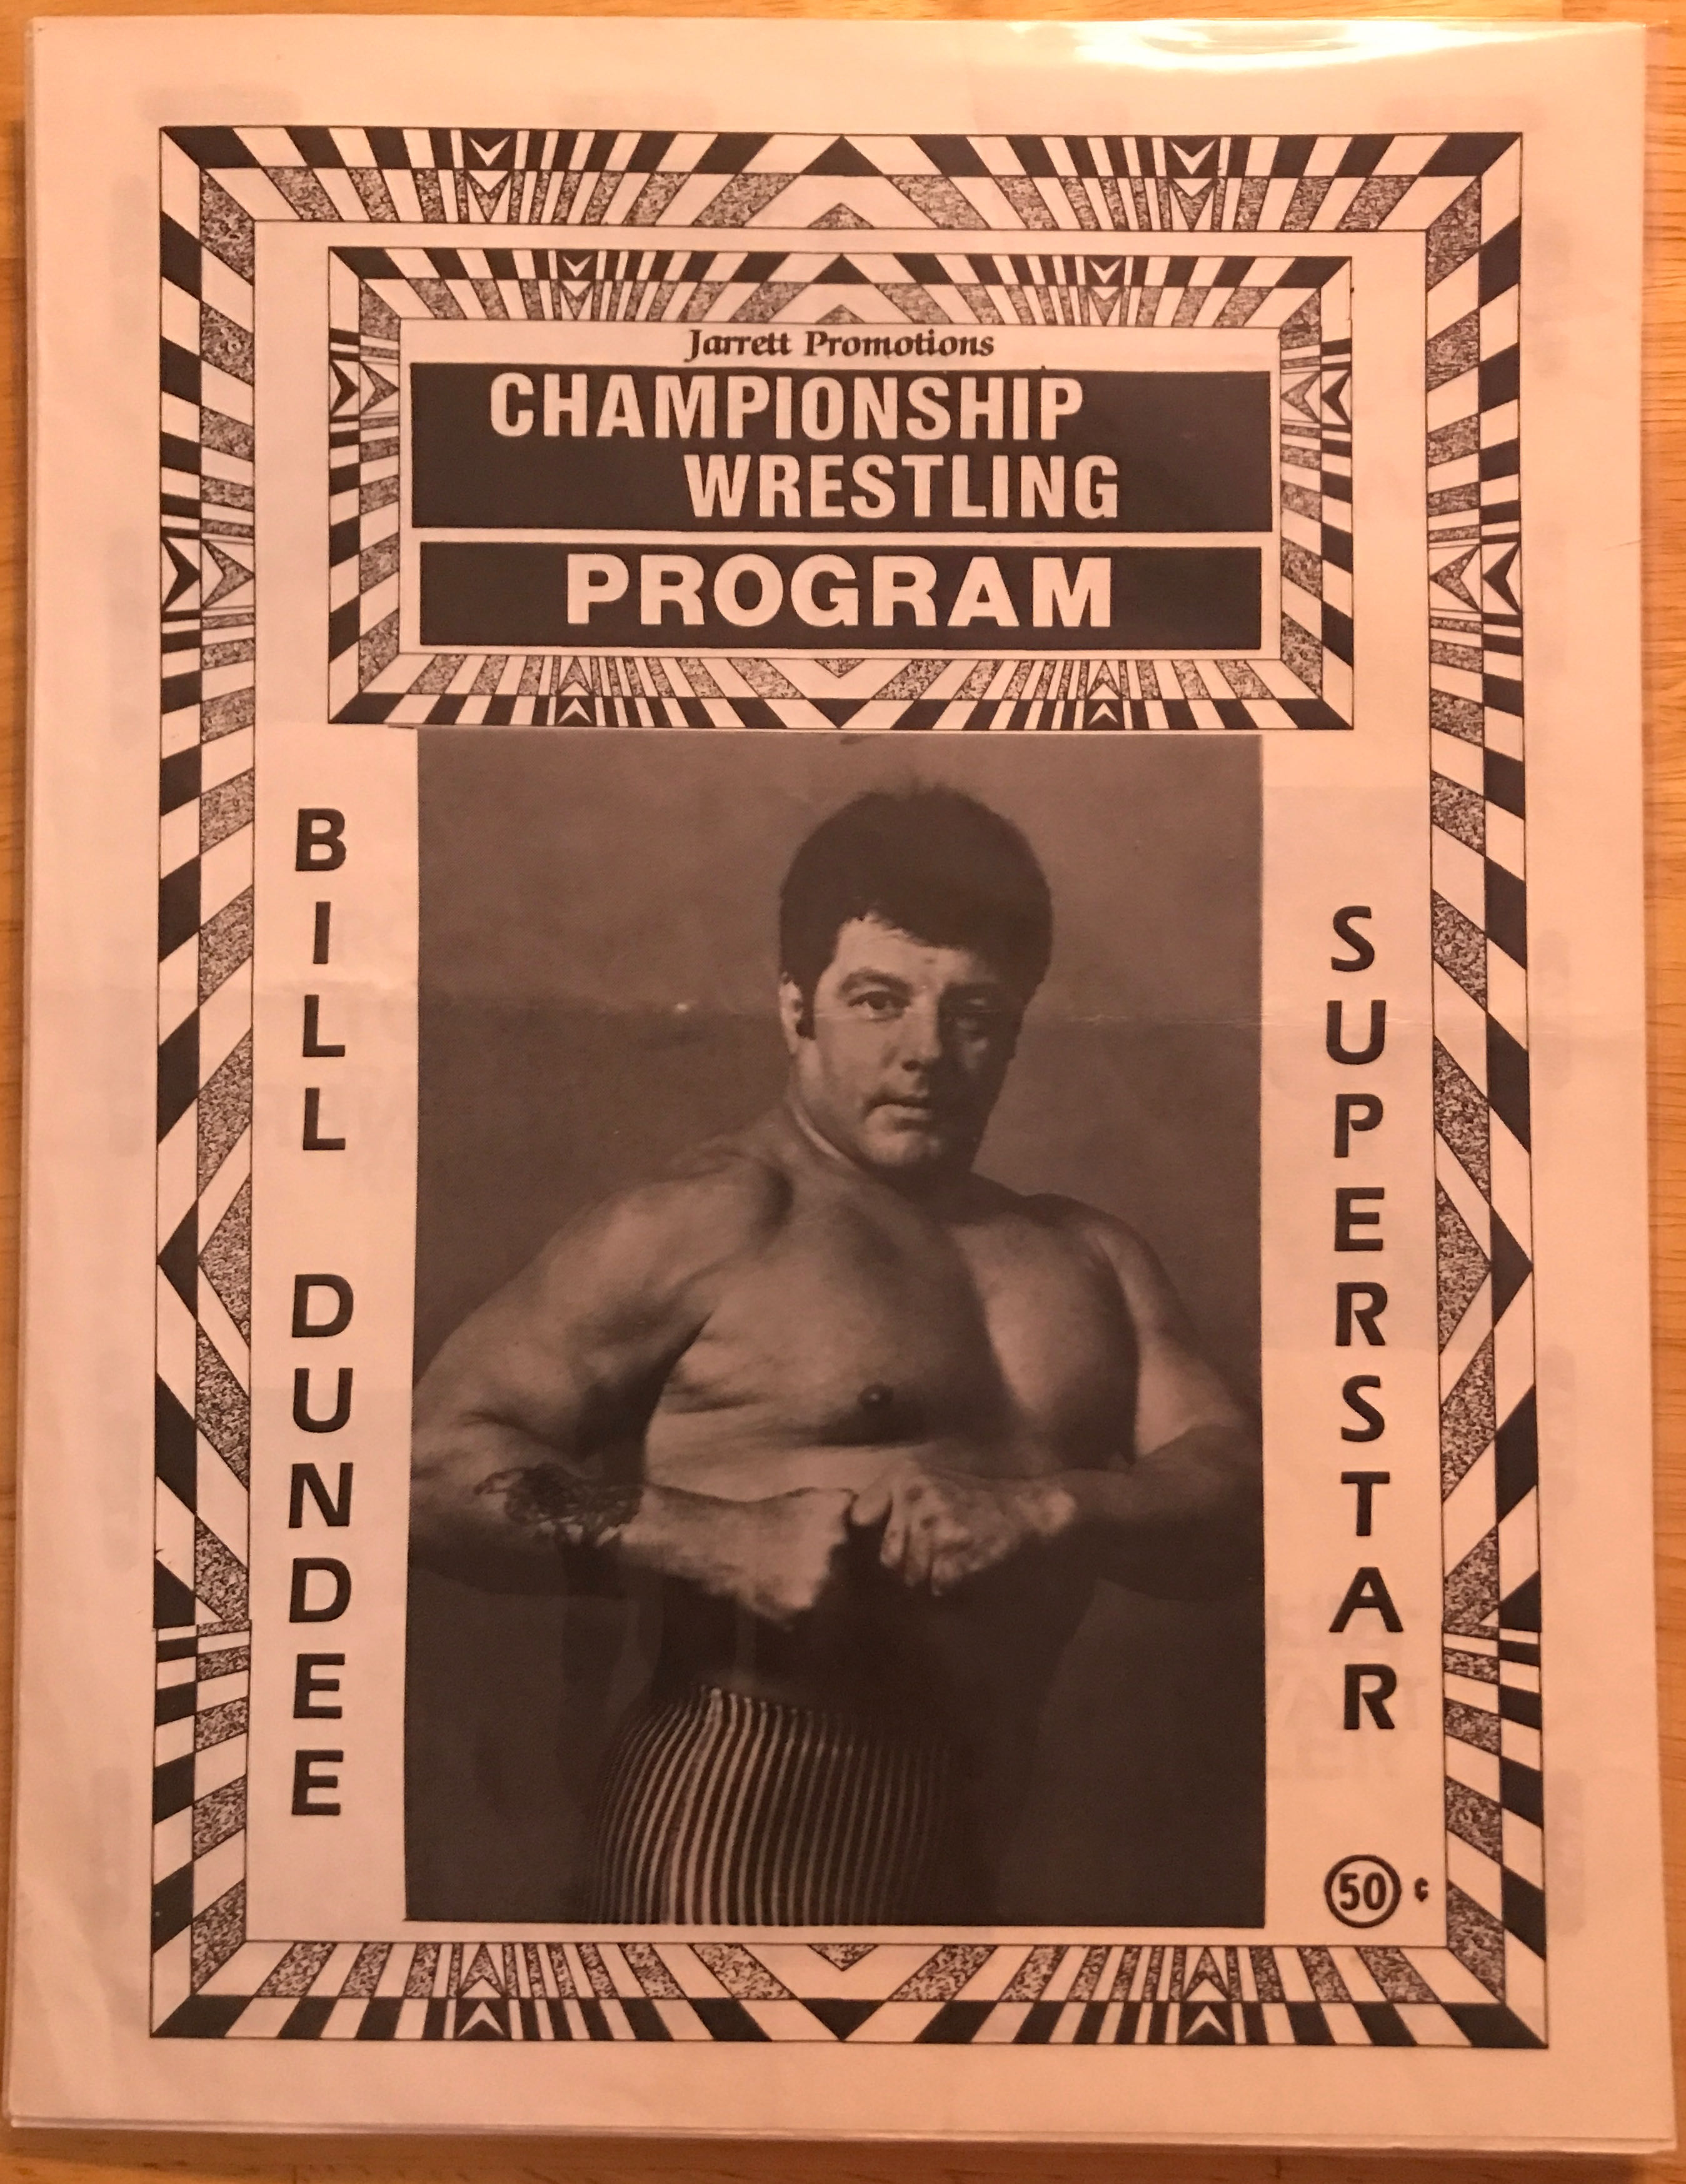 Jarrett Promotions
CHAMPIONSHIP
WRESTLING
PROGRAM
BILL DUNDEE
SUPERSTAR
50¢